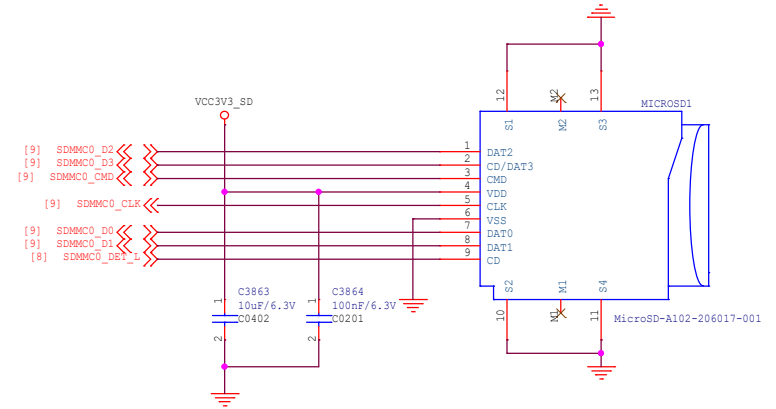 12
M2
13
VCC3V3_SD
MICROSD1
S1
M2
S3
[9] SDMMC0_D2
1
DAT2
[9] SDMMC0_D3
2
CD/DAT3
[9] SDMMC0_CMD
3
CMD
4
VDD
[9] SDMMC0_CLK
5
CLK
6
VSS
[9] SDMMC0_D0
7
DAT0
[9] SDMMC0_D1
8
DAT1
[8] SDMMC0_DET_L
9
CD
S2
M1
S4
C3863
10uF/6.3V
C0402
1
2
C3864
100nF/6.3V
C0201
1
2
10
M1
11
MicroSD-A102-206017-001